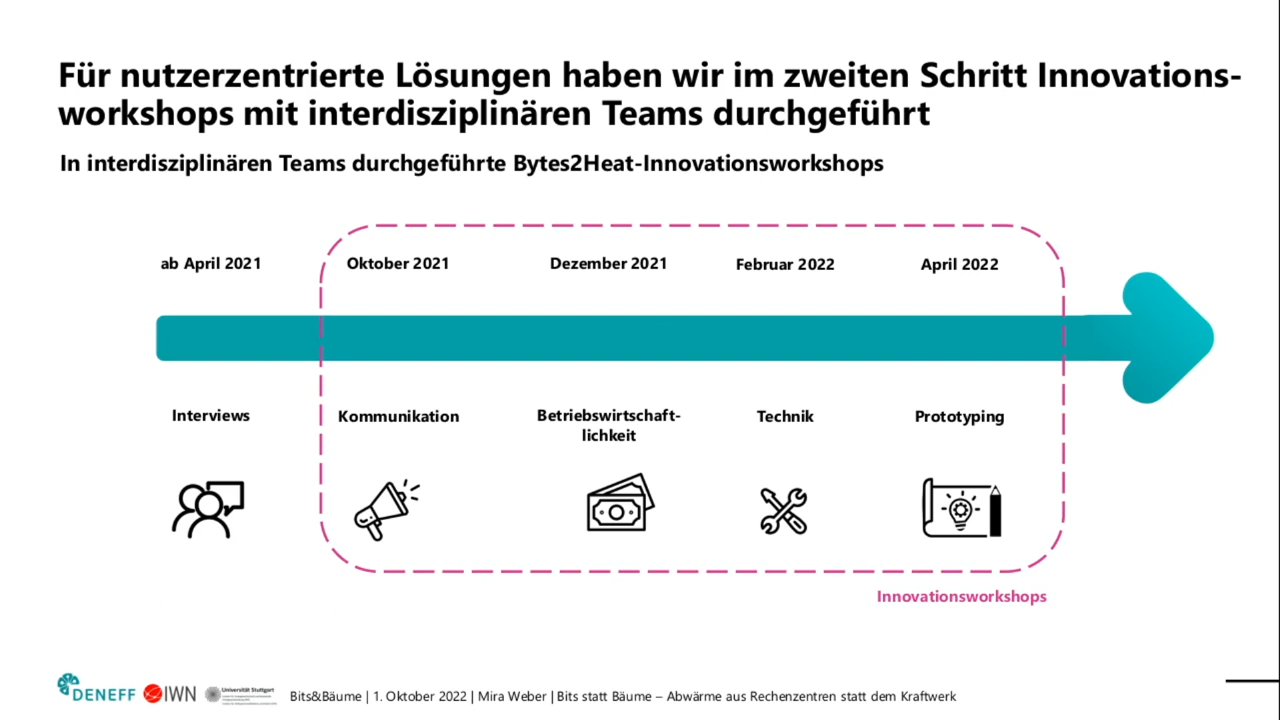 Für nutzerzentrierte Lösungen haben wir im zweiten Schritt Innovations-
workshops mit interdisziplinären Teams durchgeführt
In interdisziplinären Teams durchgeführte Bytes2Heat-Innovationsworkshops
ab April 2021
Oktober 2021
Dezember 2021
Februar 2022
April 2022
Interviews
Kommunikation
Betriebswirtschaft-
lichkeit
Technik
Prototyping
Innovationsworkshops
DENEFF
IWN
Universität Stuttgart
Bits&Bäume | 1. Oktober 2022 | Mira Weber | Bits statt Bäume – Abwärme aus Rechenzentren statt dem Kraftwerk